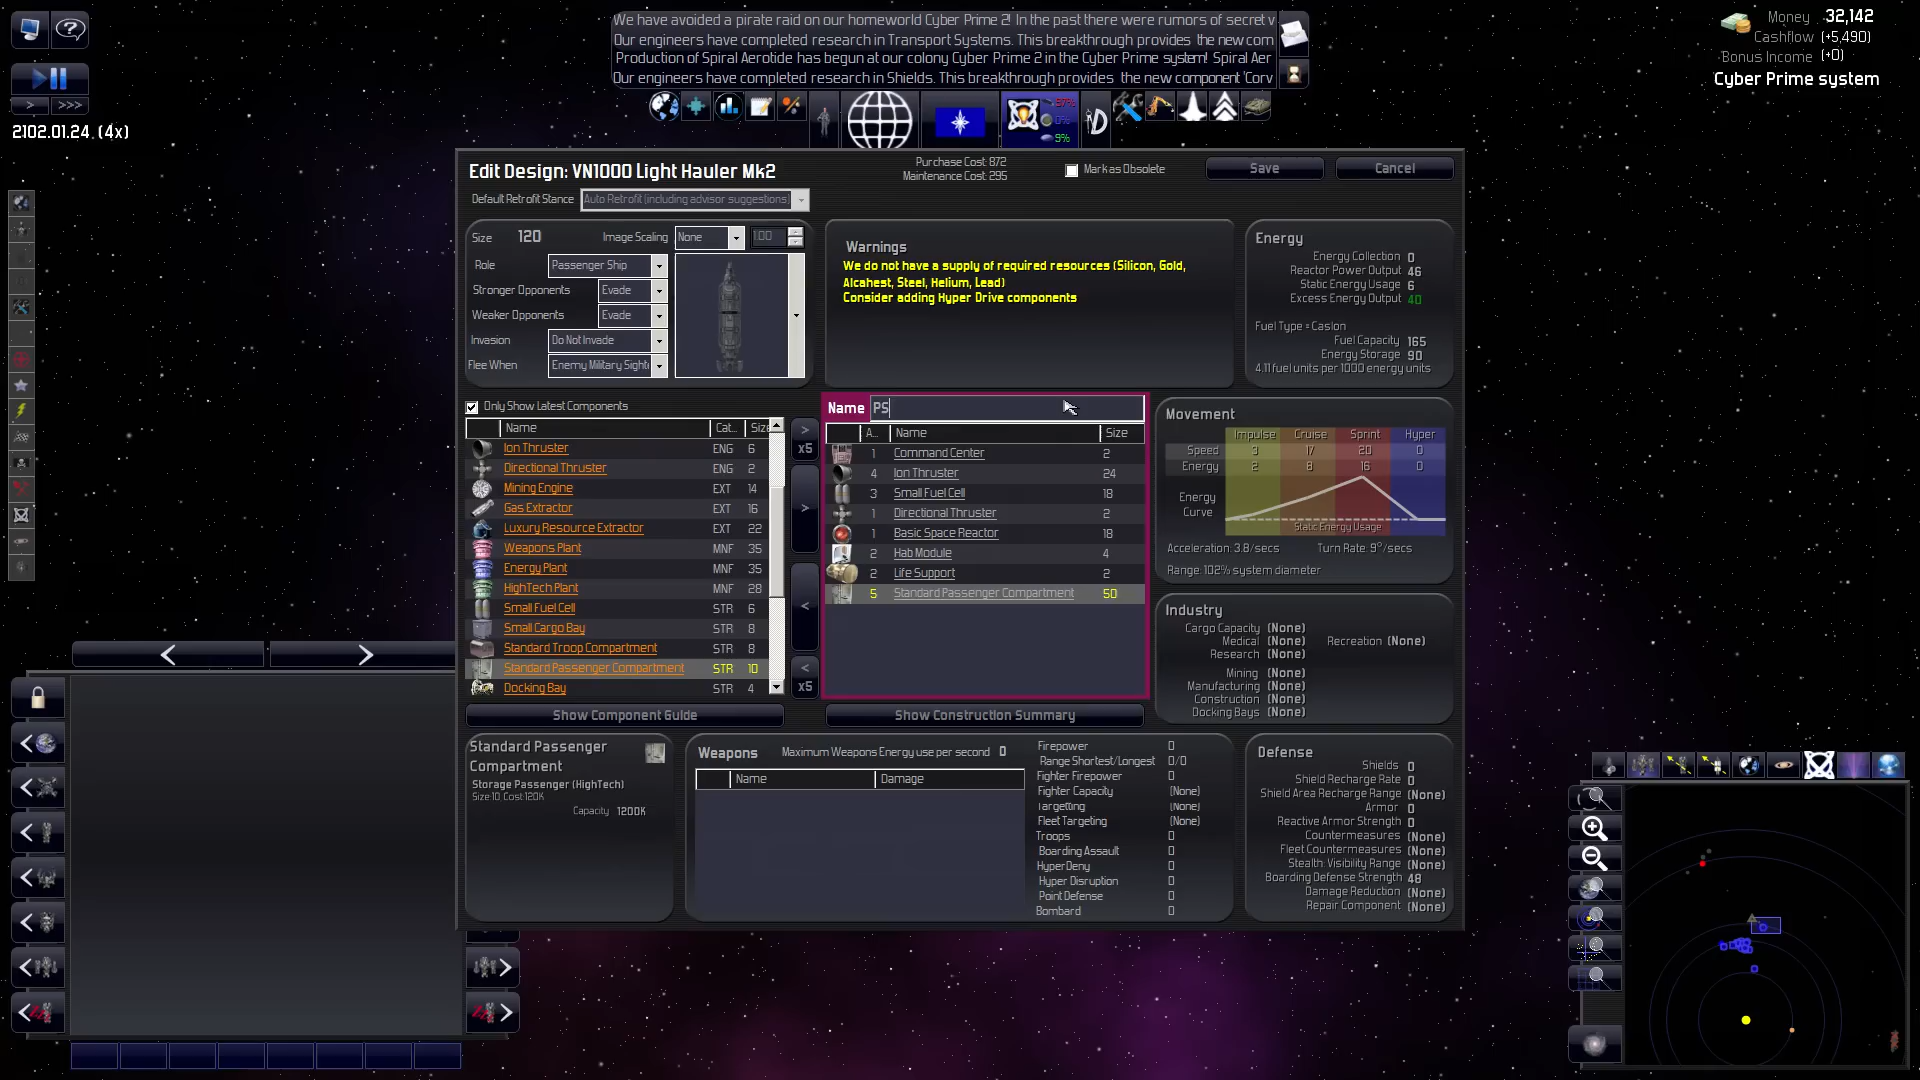 We have avoided a pirate raid on our homeworld Cyber Prime 2! In the past there were rumors of secret v
Our engineers have completed research in Transport Systems. This breakthrough provides the new com
Production of Spiral Aerotide has begun at our colony Cyber Prime 2 in the Cyber Prime system! Spiral Aer
Our engineers have completed research in Shields. This breakthrough provides the new component 'Corv
Money 32,142
Cashflow (+5,490)
Bonus Income (+0)
Cyber Prime system
> >>>
2102.01.24. (4x)
0%
9%
Edit Design: VN1000 Light Hauler Mk2
Purchase Cost 872
Maintenance Cost 295
Mark as Obsolete
Save
Cancel
Default Retrofit Stance Auto Retrofit (including advisor suggestions)
Size 120 Image Scaling None 100
Role Passenger Ship
Stronger Opponents Evade
Weaker Opponents Evade
Invasion Do Not Invade
Flee When Enemy Military Sight
Warnings
We do not have a supply of required resources (Silicon, Gold,
Alcahest, Steel, Helium, Lead)
Consider adding Hyper Drive components
Energy
Energy Collection 0
Reactor Power Output 46
Static Energy Usage 6
Excess Energy Output 40
Fuel Type = Caslon
Fuel Capacity 165
Energy Storage 90
4.11 fuel units per 1000 energy units
Only Show Latest Components
Name Cat... Size
Ion Thruster ENG 6
Directional Thruster ENG 2
Mining Engine EXT 14
Gas Extractor EXT 16
Luxury Resource Extractor EXT 22
Weapons Plant MNF 35
Energy Plant MNF 35
HighTech Plant MNF 28
Small Fuel Cell STR 6
Small Cargo Bay STR 8
Standard Troop Compartment STR 8
Standard Passenger Compartment STR 10
Docking Bay STR 4
> x5
>
<
< x5
Name PS
A... Name Size
1 Command Center 2
4 Ion Thruster 24
3 Small Fuel Cell 18
1 Directional Thruster 2
1 Basic Space Reactor 18
2 Hab Module 4
2 Life Support 2
5 Standard Passenger Compartment 50
Movement
Impulse Cruise Sprint Hyper
Speed 3 17 20 0
Energy 2 8 16 0
Energy Curve
Static Energy Usage
Acceleration: 3.8/secs Turn Rate: 9°/secs
Range: 102% system diameter
Industry
Cargo Capacity (None)
Medical (None) Recreation (None)
Research (None)
Mining (None)
Manufacturing (None)
Construction (None)
Docking Bays (None)
Show Component Guide
Show Construction Summary
Standard Passenger
Compartment
Storage Passenger (HighTech)
Size 10, Cost 120K
Capacity 1200K
Weapons Maximum Weapons Energy use per second 0
Name Damage
Firepower 0
Range Shortest/Longest 0/0
Fighter Firepower 0
Fighter Capacity (None)
Targetting (None)
Fleet Targeting (None)
Troops 0
Boarding Assault 0
HyperDeny 0
Hyper Disruption 0
Point Defense 0
Bombard 0
Defense
Shields 0
Shield Recharge Rate 0
Shield Area Recharge Range (None)
Armor 0
Reactive Armor Strength 0
Countermeasures (None)
Fleet Countermeasures (None)
Stealth: Visibility Range (None)
Boarding Defense Strength 48
Damage Reduction (None)
Repair Component (None)